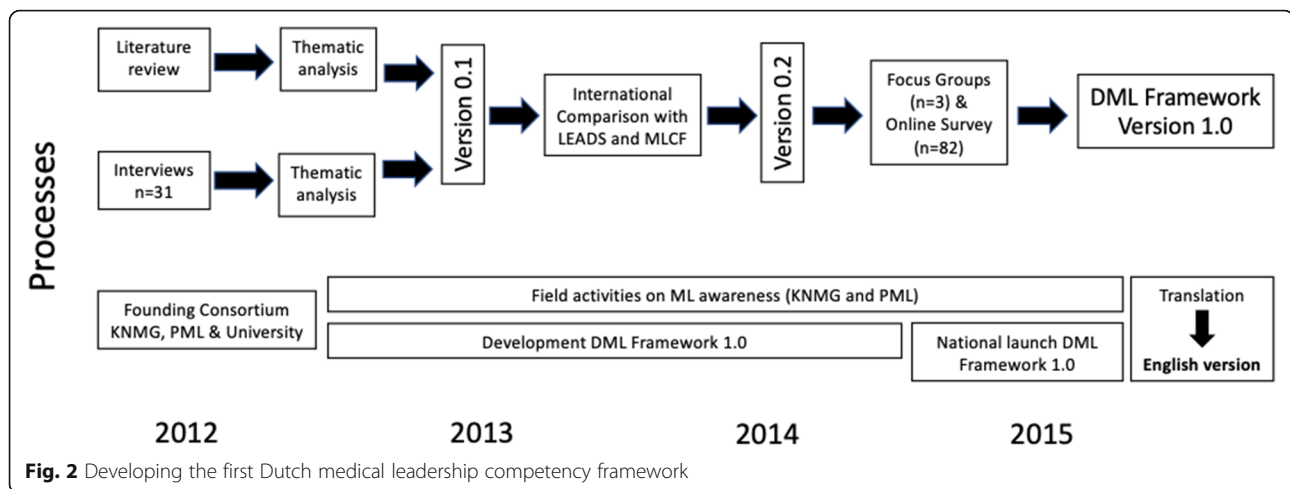 Processes
Literature
review
Thematic
analysis
Interviews
n=31
Thematic
analysis
Version 0.1
International
Comparison with
LEADS and MLCF
Version 0.2
Focus Groups
(n=3) &
Online Survey
(n=82)
DML Framework
Version 1.0
Founding Consortium
KNMG, PML & University
Field activities on ML awareness (KNMG and PML)
Development DML Framework 1.0
National launch DML
Framework 1.0
Translation
English version
2012
2013
2014
2015
Fig. 2 Developing the first Dutch medical leadership competency framework